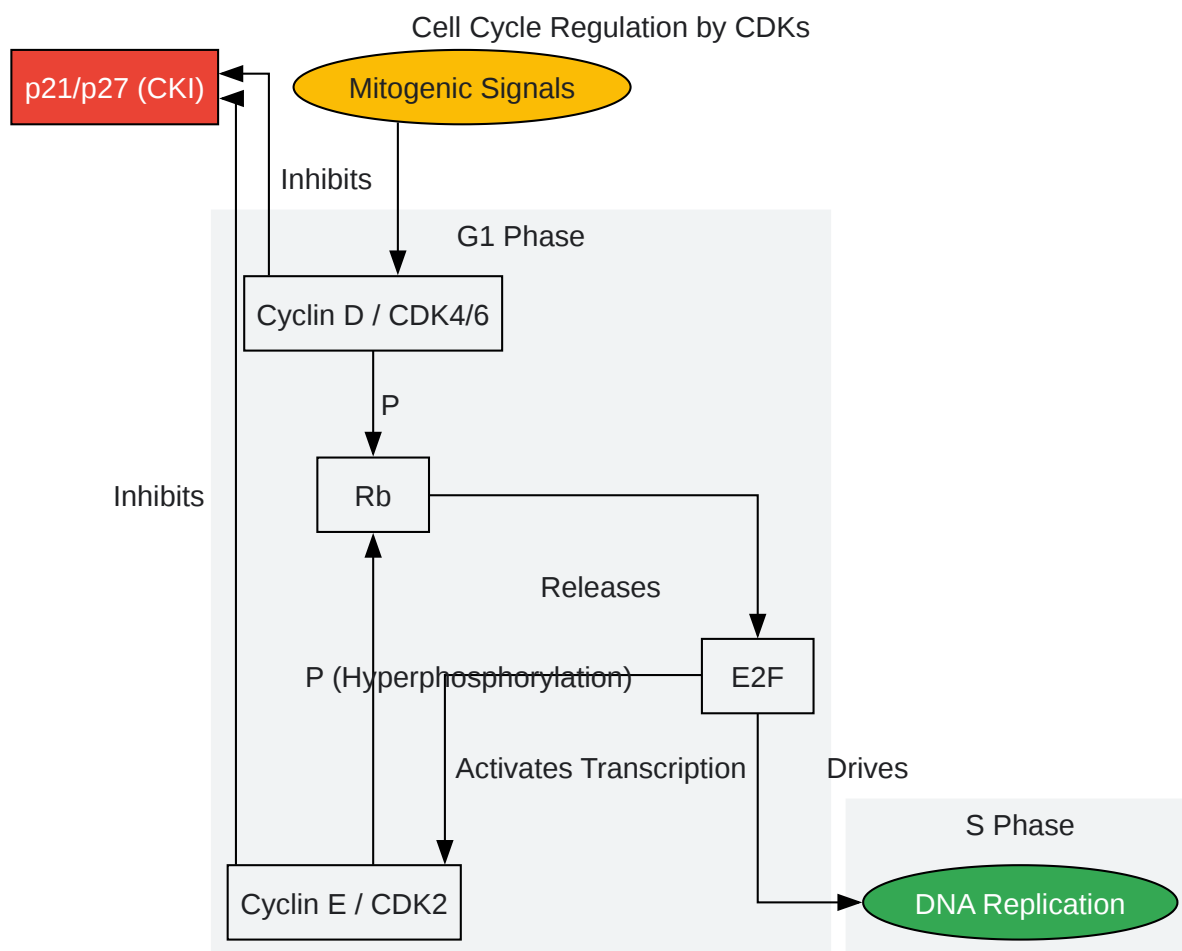 Cell Cycle Regulation by CDKs
p21/p27 (CKI)
Mitogenic Signals
Inhibits
G1 Phase
Cyclin D / CDK4/6
P
Inhibits
Rb
Releases
P (Hyperphosphorylation)
E2F
Activates Transcription
Drives
S Phase
Cyclin E / CDK2
DNA Replication